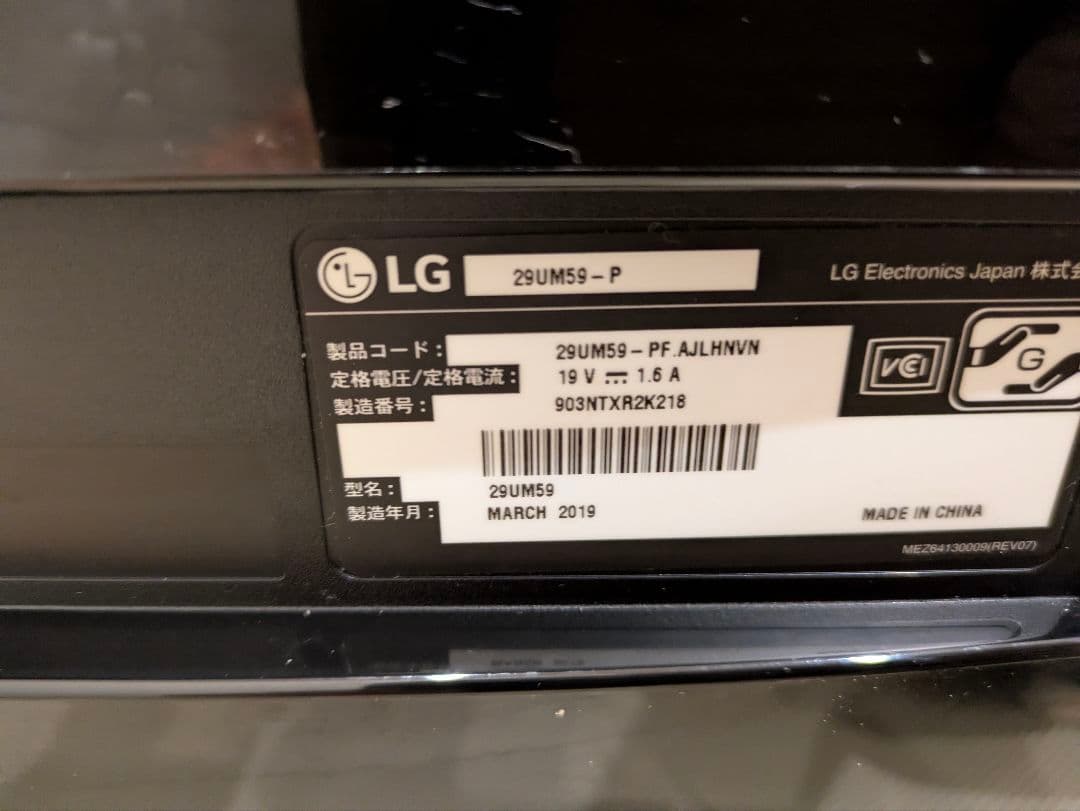 LG 29UM59-P LG Electronics Japan 株式会
製品コード： 29UM59-PF.AJLHNVN
定格電圧/定格電流： 19 V ⎓ 1.6 A
製造番号： 903NTXR2K218
VCI
G
型名： 29UM59
製造年月： MARCH 2019
MADE IN CHINA
MEZ64130009(REV07)